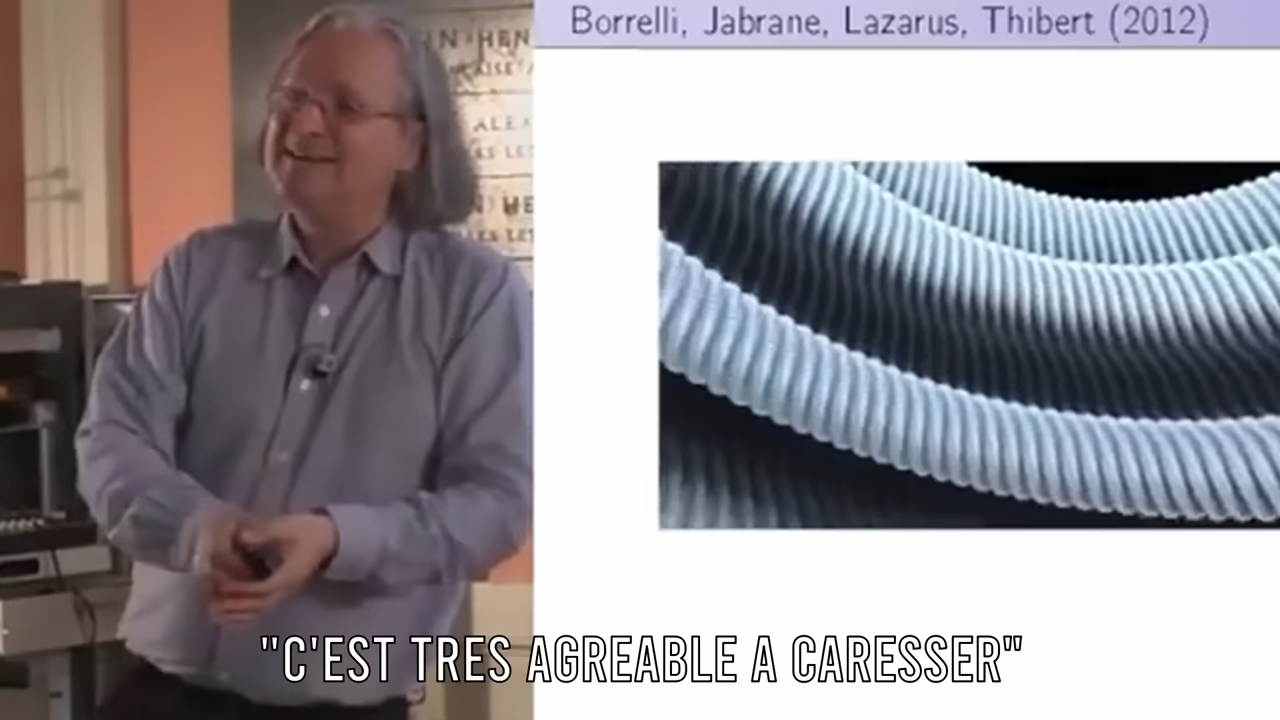 Borrelli, Jabrane, Lazarus, Thibert (2012)
"C'EST TRES AGREABLE A CARESSER"